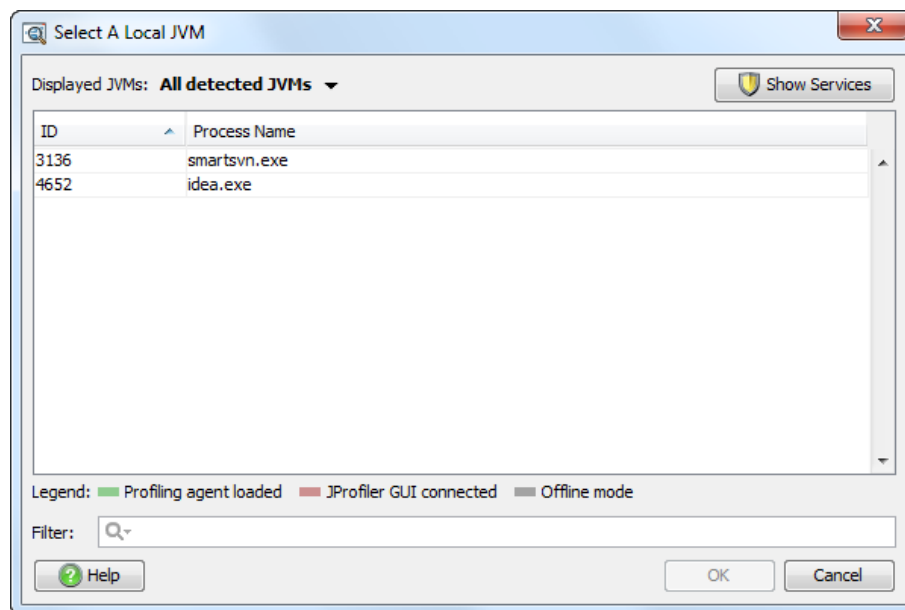 Select A Local JVM
Displayed JVMs: All detected JVMs
Show Services
ID Process Name
3136 smartsvn.exe
4652 idea.exe
Legend: Profiling agent loaded JProfiler GUI connected Offline mode
Filter:
Help OK Cancel